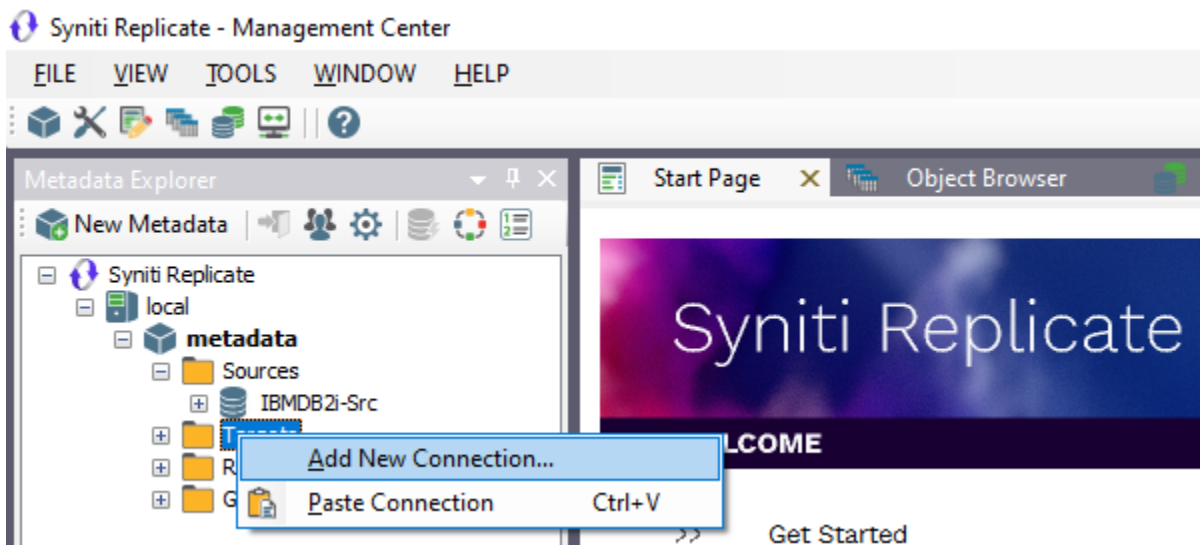 Syniti Replicate - Management Center
FILE VIEW TOOLS WINDOW HELP
Metadata Explorer
Start Page
Object Browser
New Metadata
Syniti Replicate
local
metadata
Sources
IBMDB2i-Src
R
G
Add New Connection...
Paste Connection Ctrl+V
Syniti Replicate
LCOME
>> Get Started